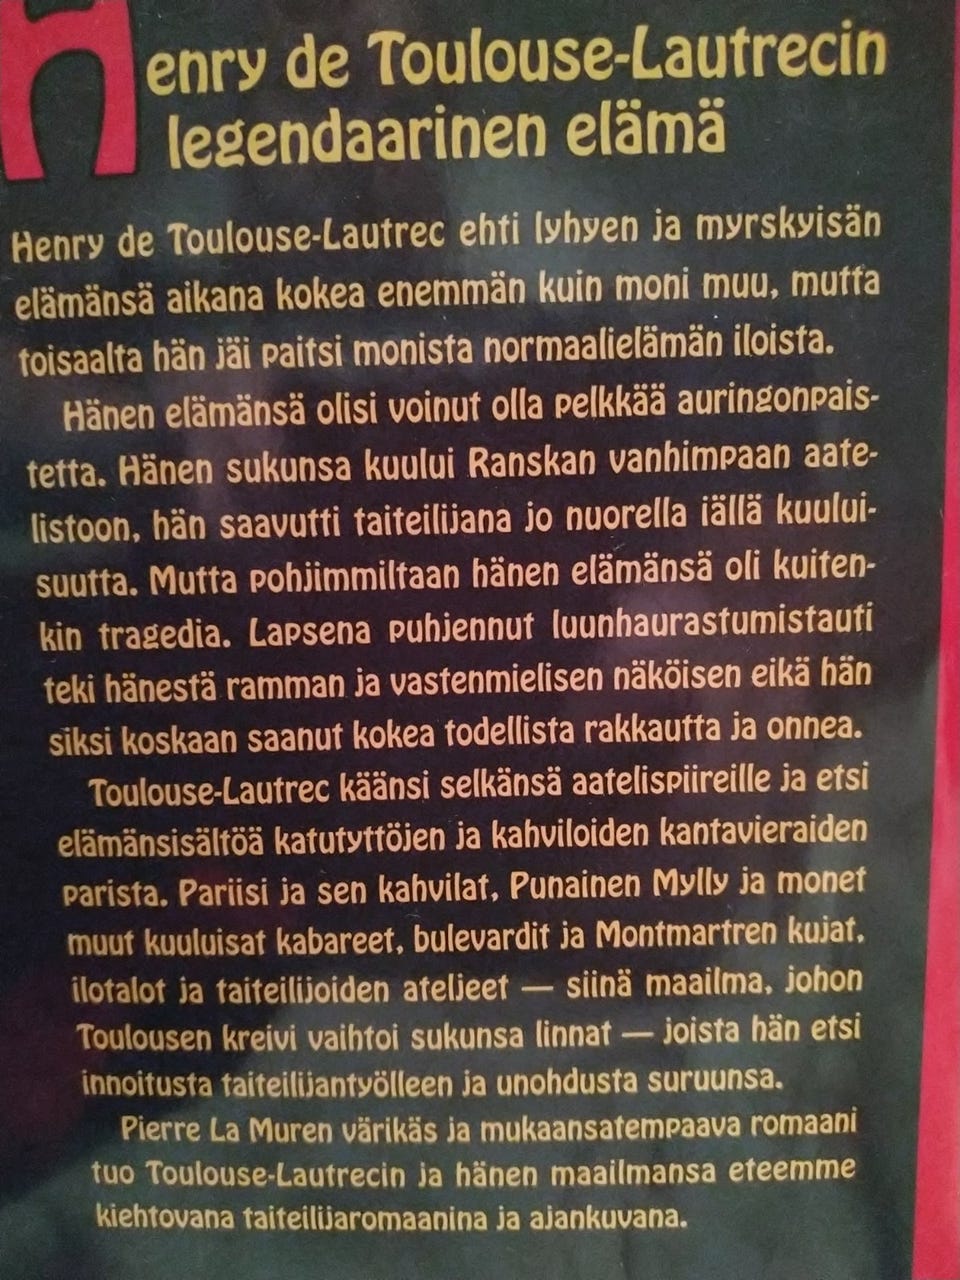 Henry de Toulouse-Lautrecin
legendaarinen elämä
Henry de Toulouse-Lautrec ehti lyhyen ja myrskyisän
elämänsä aikana kokea enemmän kuin moni muu, mutta
toisaalta hän jäi paitsi monista normaalielämän iloista.
Hänen elämänsä olisi voinut olla pelkkää auringonpais-
tetta. Hänen sukunsa kuului Ranskan vanhimpaan aate-
listoon, hän saavutti taiteilijana jo nuorella iällä kuului-
suutta. Mutta pohjimmiltaan hänen elämänsä oli kuiten-
kin tragedia. Lapsena puhjennut luunhaurastumistauti
teki hänestä ramman ja vastenmielisen näköisen eikä hän
siksi koskaan saanut kokea todellista rakkautta ja onnea.
Toulouse-Lautrec käänsi selkänsä aatelispiireille ja etsi
elämänsisältöä katutyttöjen ja kahviloiden kantavieraiden
parista. Pariisi ja sen kahvilat, Punainen Mylly ja monet
muut kuuluisat kabareet, bulevardit ja Montmartren kujat,
ilotalot ja taiteilijoiden ateljeet — siinä maailma, johon
Toulousen kreivi vaihtoi sukunsa linnat — joista hän etsi
innoitusta taiteilijantyölleen ja unohdusta suruunsa.
Pierre La Muren värikäs ja mukaansatempaava romaani
tuo Toulouse-Lautrecin ja hänen maailmansa eteemme
kiehtovana taiteilijaromaanina ja ajankuvana.